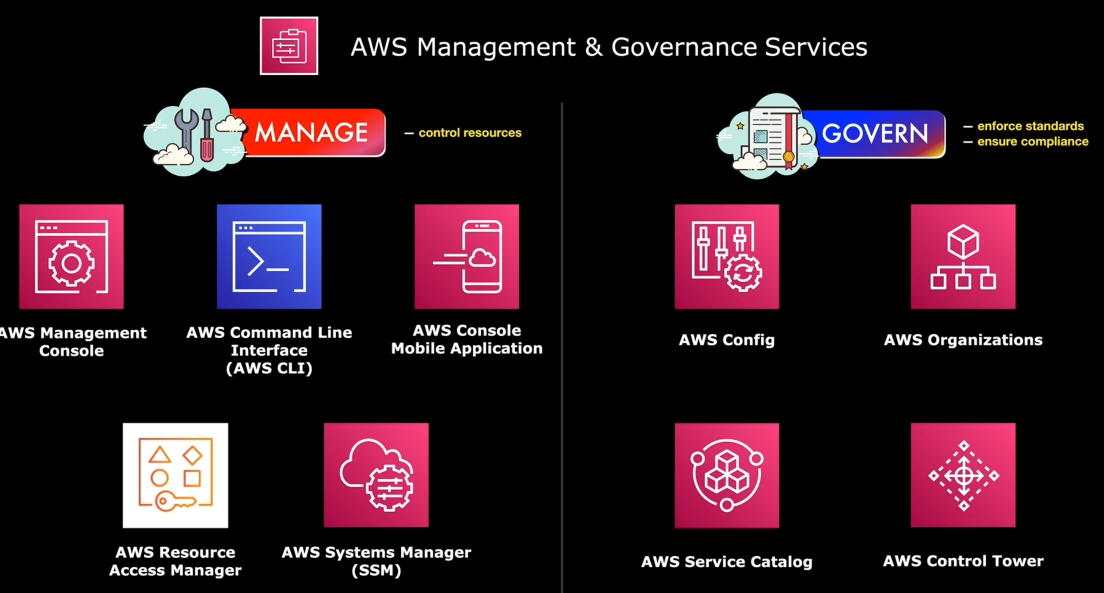 AWS Management & Governance Services
MANAGE
— control resources
GOVERN
— enforce standards
— ensure compliance
AWS Management
Console
AWS Command Line
Interface
(AWS CLI)
AWS Console
Mobile Application
AWS Config
AWS Organizations
AWS Resource
Access Manager
AWS Systems Manager
(SSM)
AWS Service Catalog
AWS Control Tower